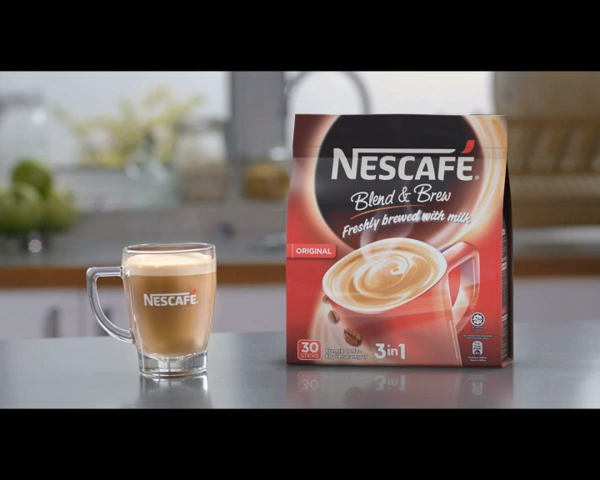 NESCAFÉ
NESCAFÉ
Blend & Brew
Freshly brewed with milk
ORIGINAL
30
STICKS
3in1